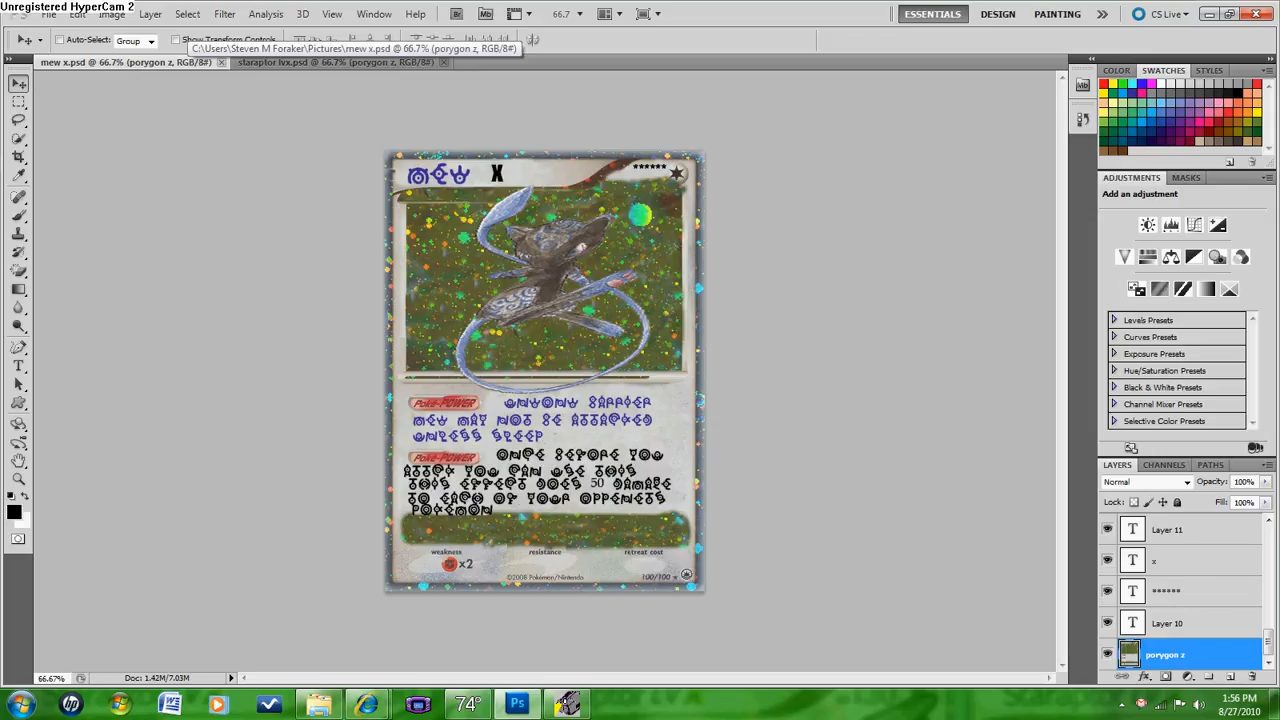 Unregistered HyperCam 2
Image Layer Select Filter Analysis 3D View Window Help
Br Mb 66.7 ESSENTIALS DESIGN PAINTING CS Live
Auto-Select: Group Show Transform Controls
C:\Users\Steven M Foraker\Pictures\mew x.psd @ 66.7% (porygon z, RGB/8#)
mew x.psd @ 66.7% (porygon z, RGB/8#) staraptor lvx.psd @ 66.7% (porygon z, RGB/8#)
COLOR SWATCHES STYLES
ADJUSTMENTS MASKS
Add an adjustment
Levels Presets
Curves Presets
Exposure Presets
Hue/Saturation Presets
Black & White Presets
Channel Mixer Presets
Selective Color Presets
LAYERS CHANNELS PATHS
Normal Opacity: 100%
Lock: Fill: 100%
T Layer 11
T x
T ******
T Layer 10
porygon z
X ******
Poké-POWER
Poké-POWER
50
weakness resistance retreat cost
x2
©2008 Pokémon/Nintendo 100/100
66.67% Doc: 1.42M/7.03M
74° Ps
1:56 PM
8/27/2010